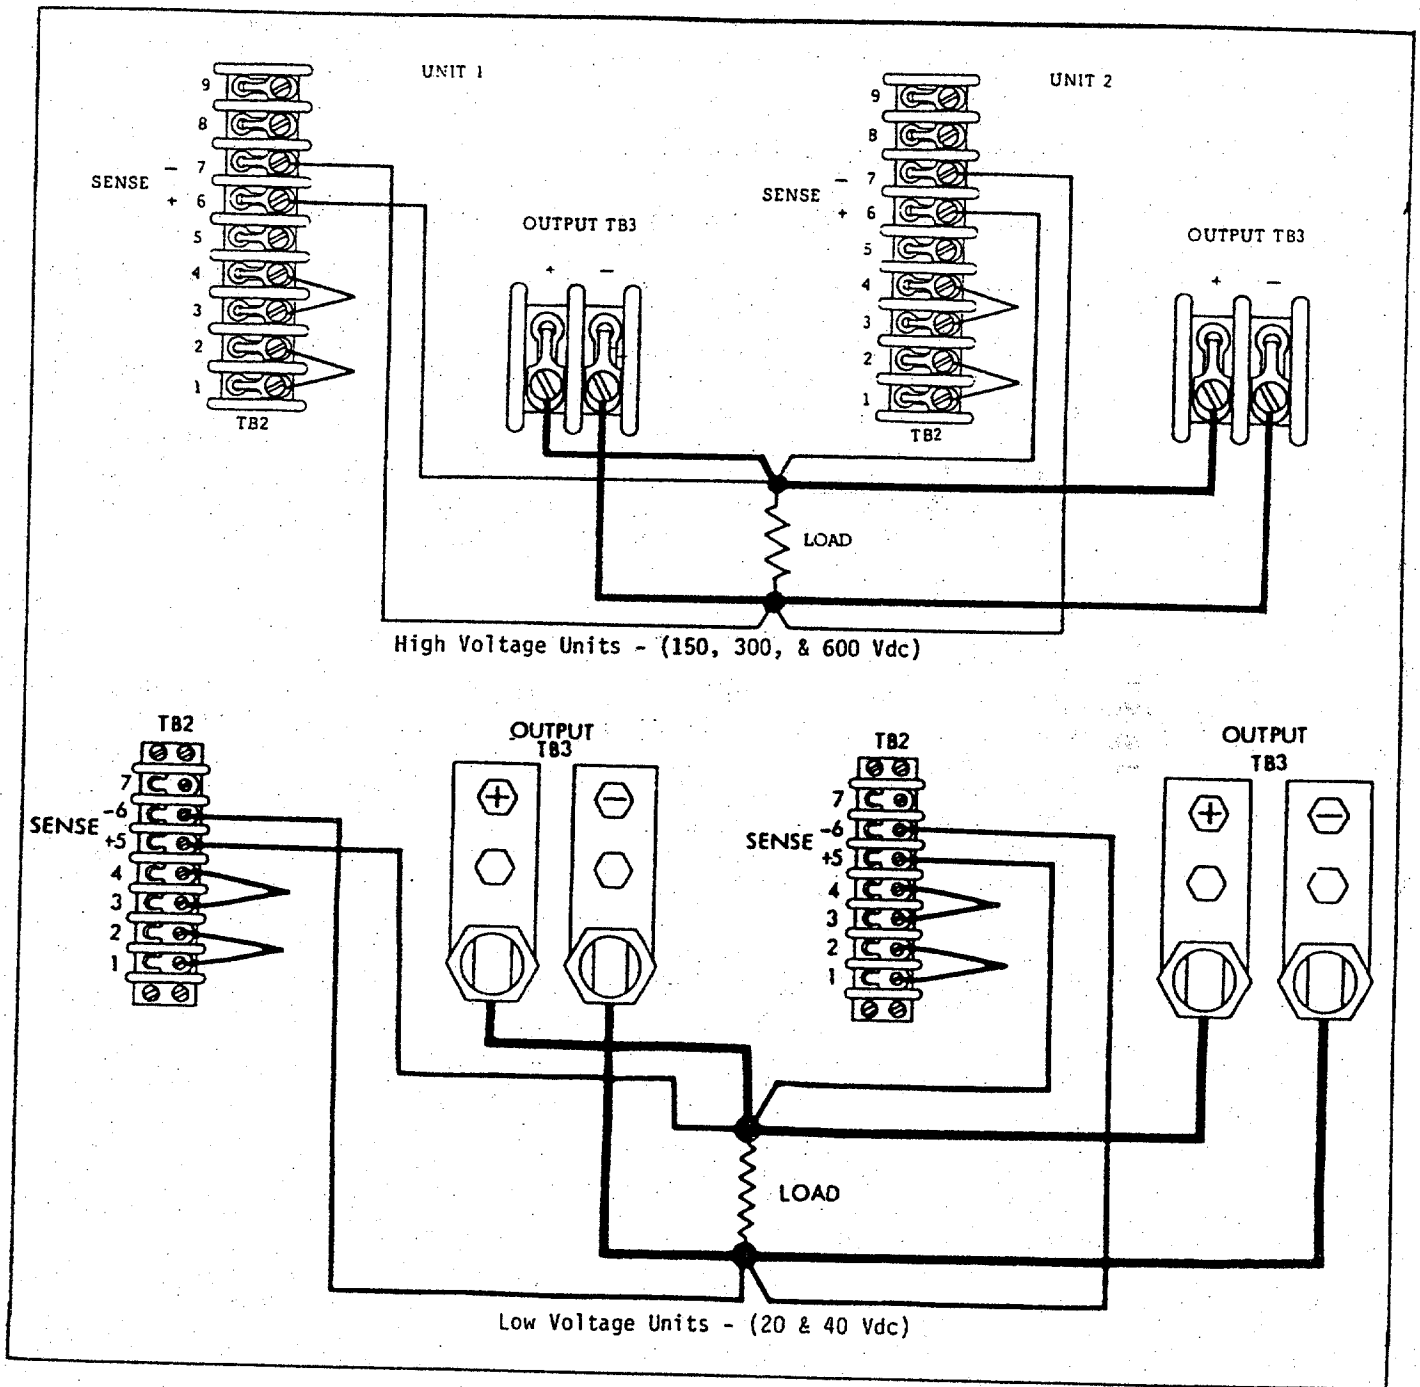 UNIT 1
UNIT 2
9
8
SENSE
− 7
+ 6
5
4
3
2
1
TB2
OUTPUT TB3
+ −
9
8
SENSE
− 7
+ 6
5
4
3
2
1
TB2
OUTPUT TB3
+ −
LOAD
High Voltage Units - (150, 300, & 600 Vdc)
TB2
7
SENSE
-6
+5
4
3
2
1
OUTPUT
TB3
+ −
TB2
7
SENSE
-6
+5
4
3
2
1
OUTPUT
TB3
+ −
LOAD
Low Voltage Units - (20 & 40 Vdc)